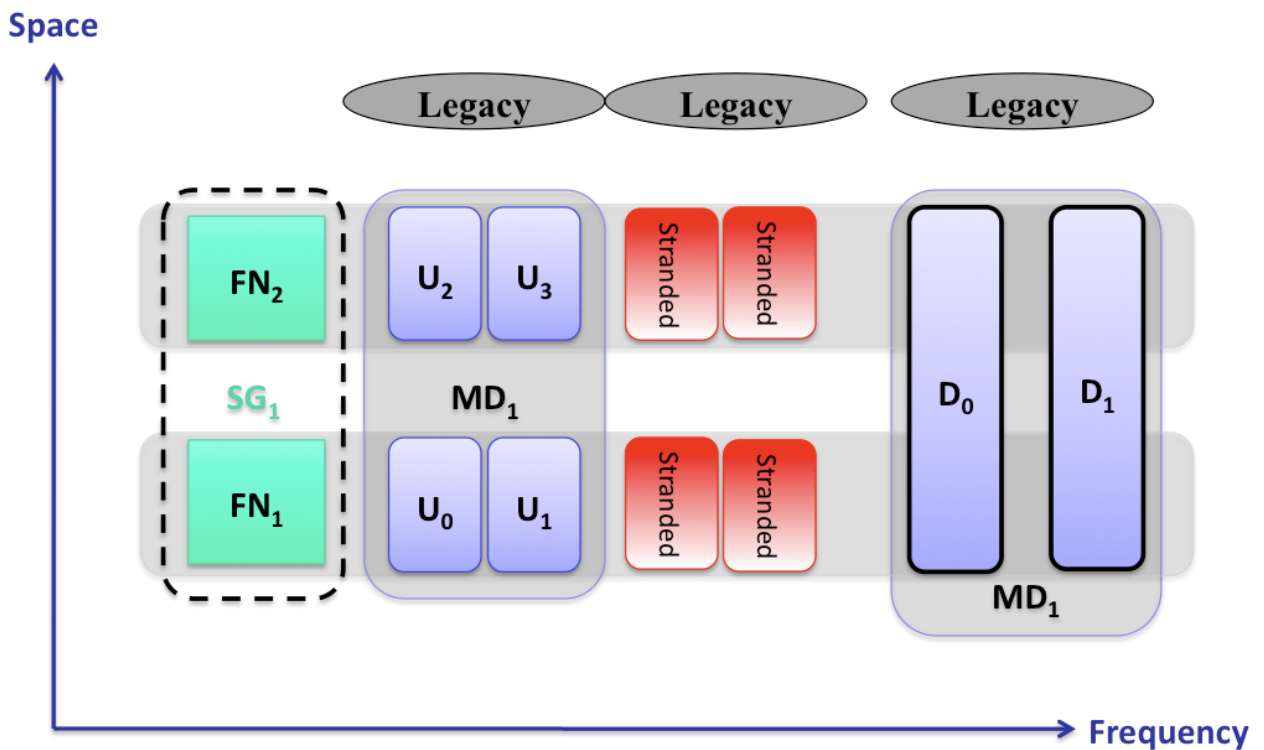 Space
Legacy Legacy Legacy
FN2 U2 U3 Stranded Stranded
SG1 MD1 D0 D1
FN1 U0 U1 Stranded Stranded
MD1
Frequency